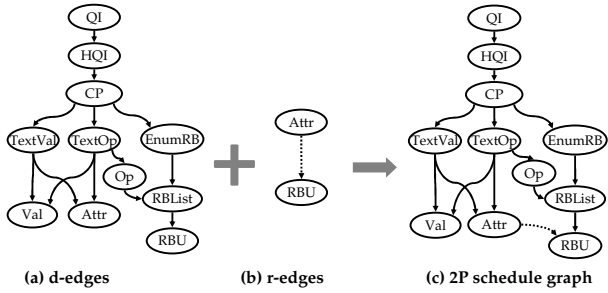 QI
HQI
CP
TextVal TextOp EnumRB
Op
RBList
Val Attr
RBU
(a) d-edges
Attr
RBU
(b) r-edges
QI
HQI
CP
TextVal TextOp EnumRB
Op
RBList
Val Attr
RBU
(c) 2P schedule graph